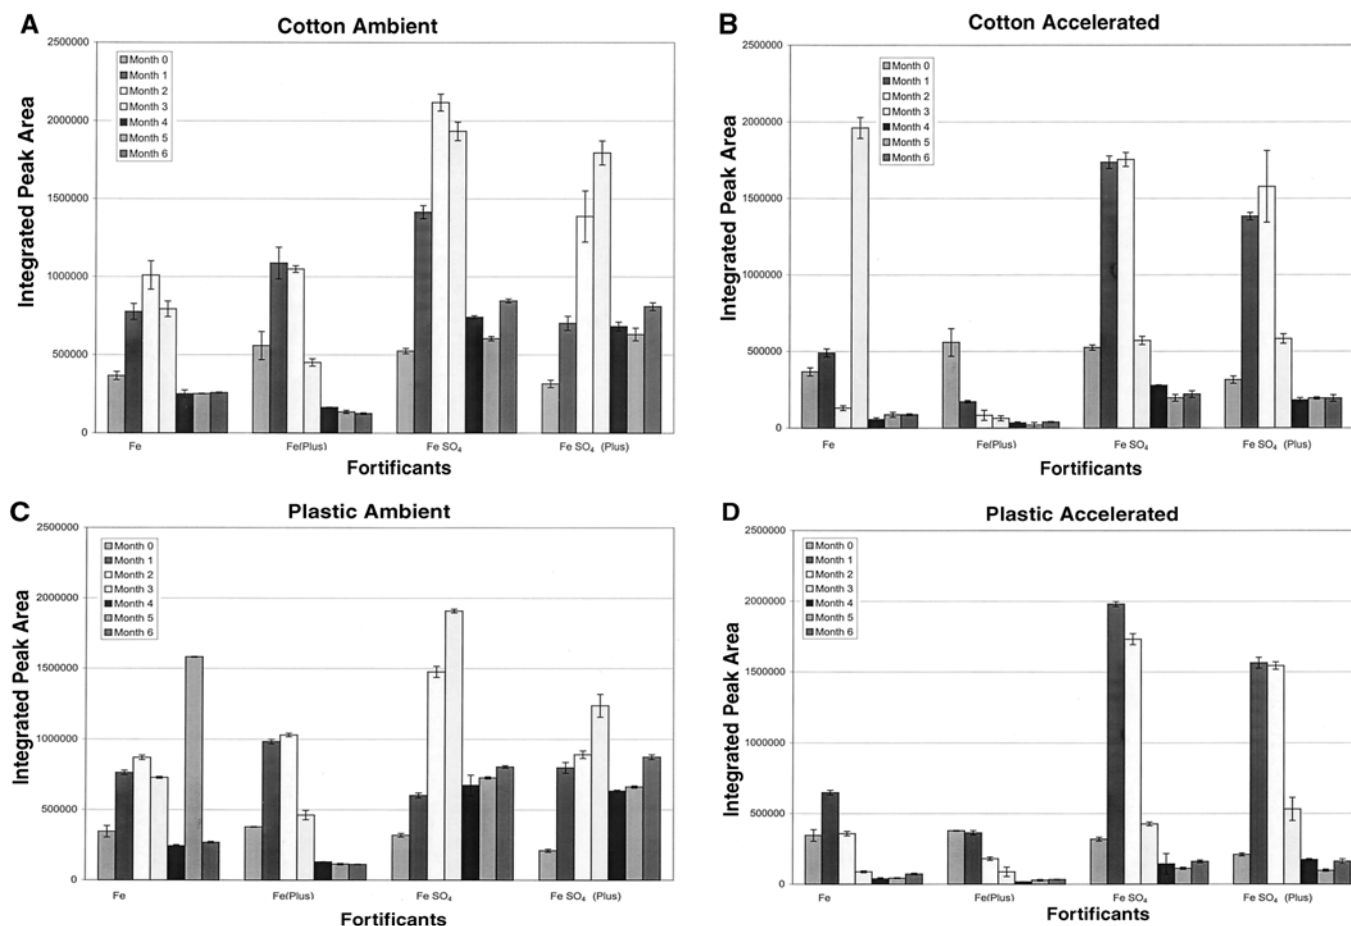 A
Cotton Ambient
2500000
2000000
1500000
1000000
500000
0
Integrated Peak Area
Month 0
Month 1
Month 2
Month 3
Month 4
Month 5
Month 6
Fe
Fe(Plus)
Fe SO₄
Fe SO₄ (Plus)
Fortificants
B
Cotton Accelerated
2500000
2000000
1500000
1000000
500000
0
Integrated Peak Area
Month 0
Month 1
Month 2
Month 3
Month 4
Month 5
Month 6
Fe
Fe(Plus)
Fe SO₄
Fe SO₄ (Plus)
Fortificants
C
Plastic Ambient
2500000
2000000
1500000
1000000
500000
0
Integrated Peak Area
Month 0
Month 1
Month 2
Month 3
Month 4
Month 5
Month 6
Fe
Fe(Plus)
Fe SO₄
Fe SO₄ (Plus)
Fortificants
D
Plastic Accelerated
2500000
2000000
1500000
1000000
500000
0
Integrated Peak Area
Month 0
Month 1
Month 2
Month 3
Month 4
Month 5
Month 6
Fe
Fe(Plus)
Fe SO₄
Fe SO₄ (Plus)
Fortificants